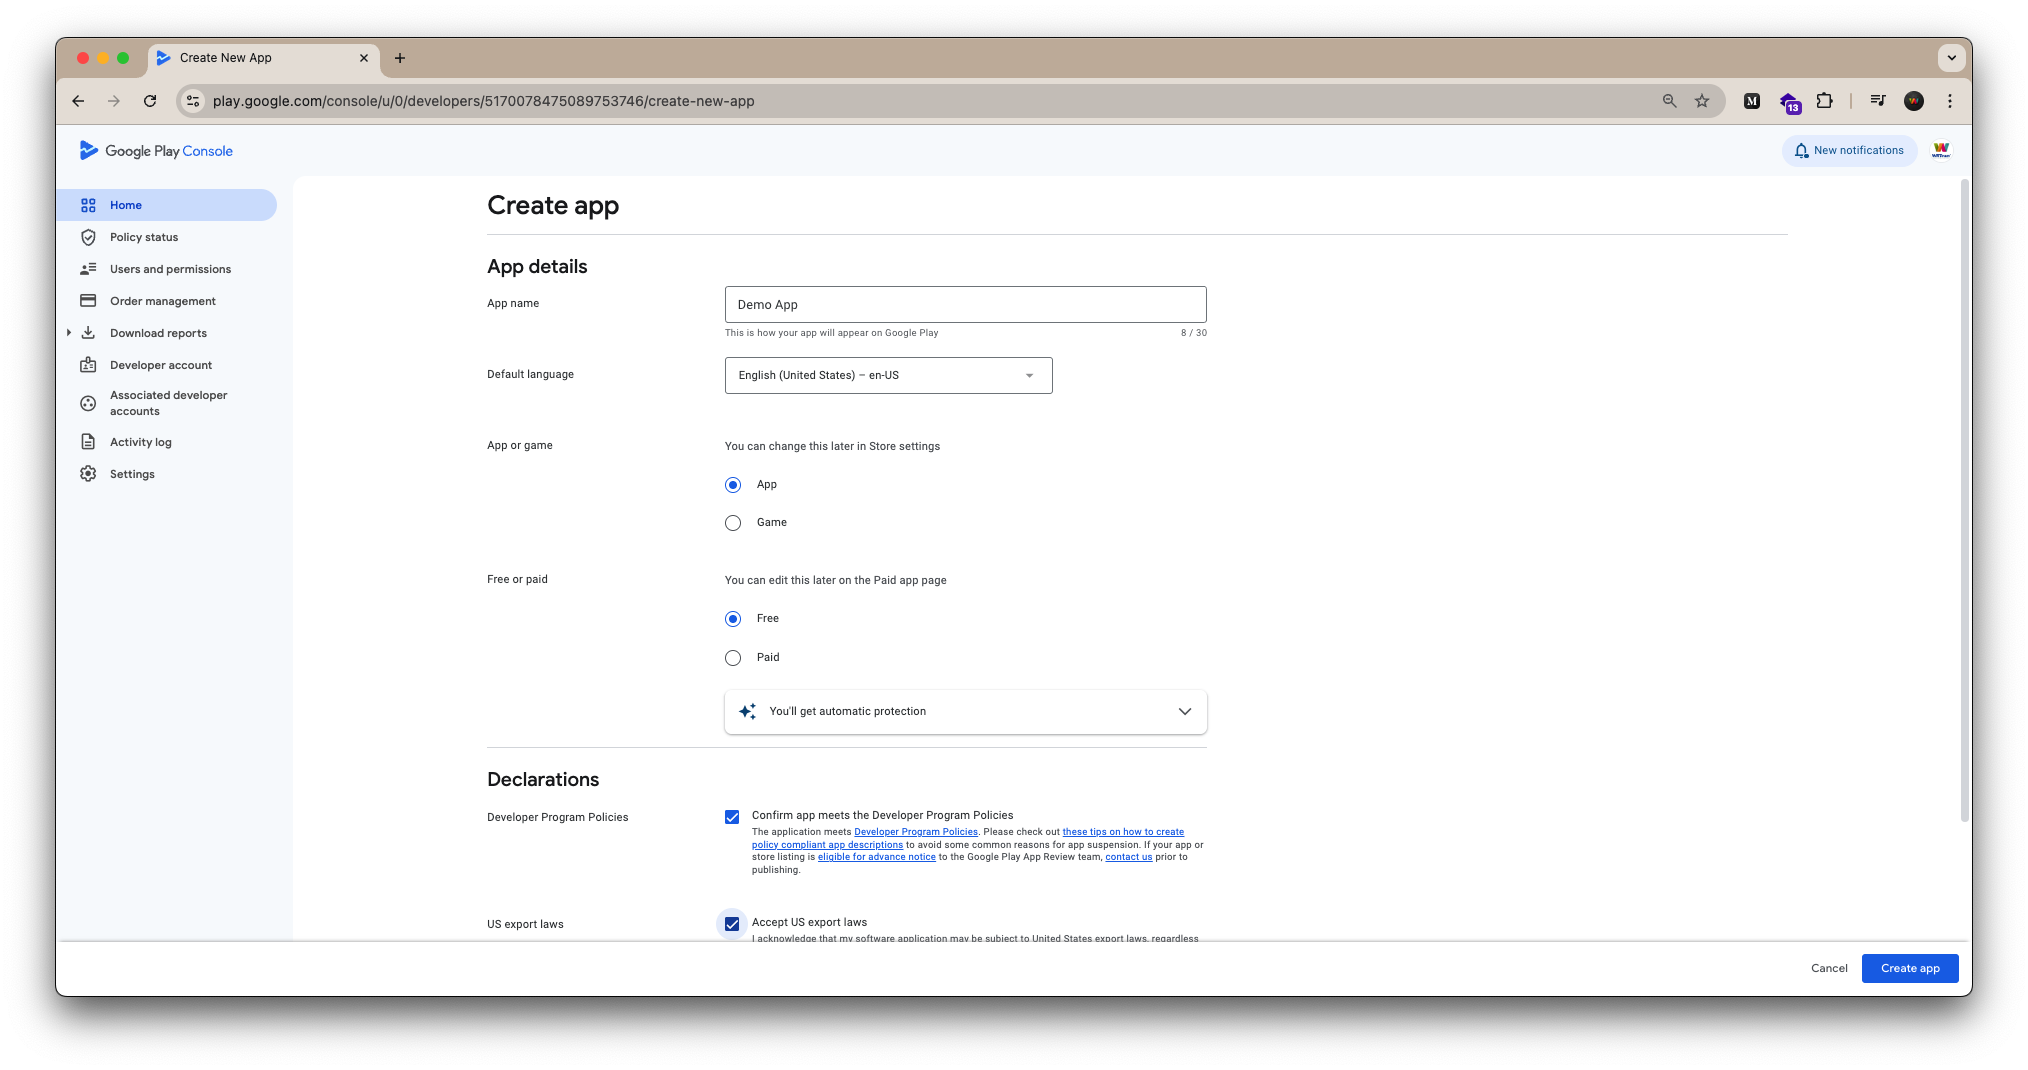 Create New App
play.google.com/console/u/0/developers/5170078475089753746/create-new-app
M
13
Google Play Console
New notifications
Home
Policy status
Users and permissions
Order management
Download reports
Developer account
Associated developer
accounts
Activity log
Settings
Create app
App details
App name
Demo App
This is how your app will appear on Google Play
8 / 30
Default language
English (United States) – en-US
App or game
You can change this later in Store settings
App
Game
Free or paid
You can edit this later on the Paid app page
Free
Paid
You'll get automatic protection
Declarations
Developer Program Policies
Confirm app meets the Developer Program Policies
The application meets Developer Program Policies. Please check out these tips on how to create
policy compliant app descriptions to avoid some common reasons for app suspension. If your app or
store listing is eligible for advance notice to the Google Play App Review team, contact us prior to
publishing.
US export laws
Accept US export laws
I acknowledge that my software application may be subject to United States export laws, regardless
Cancel
Create app